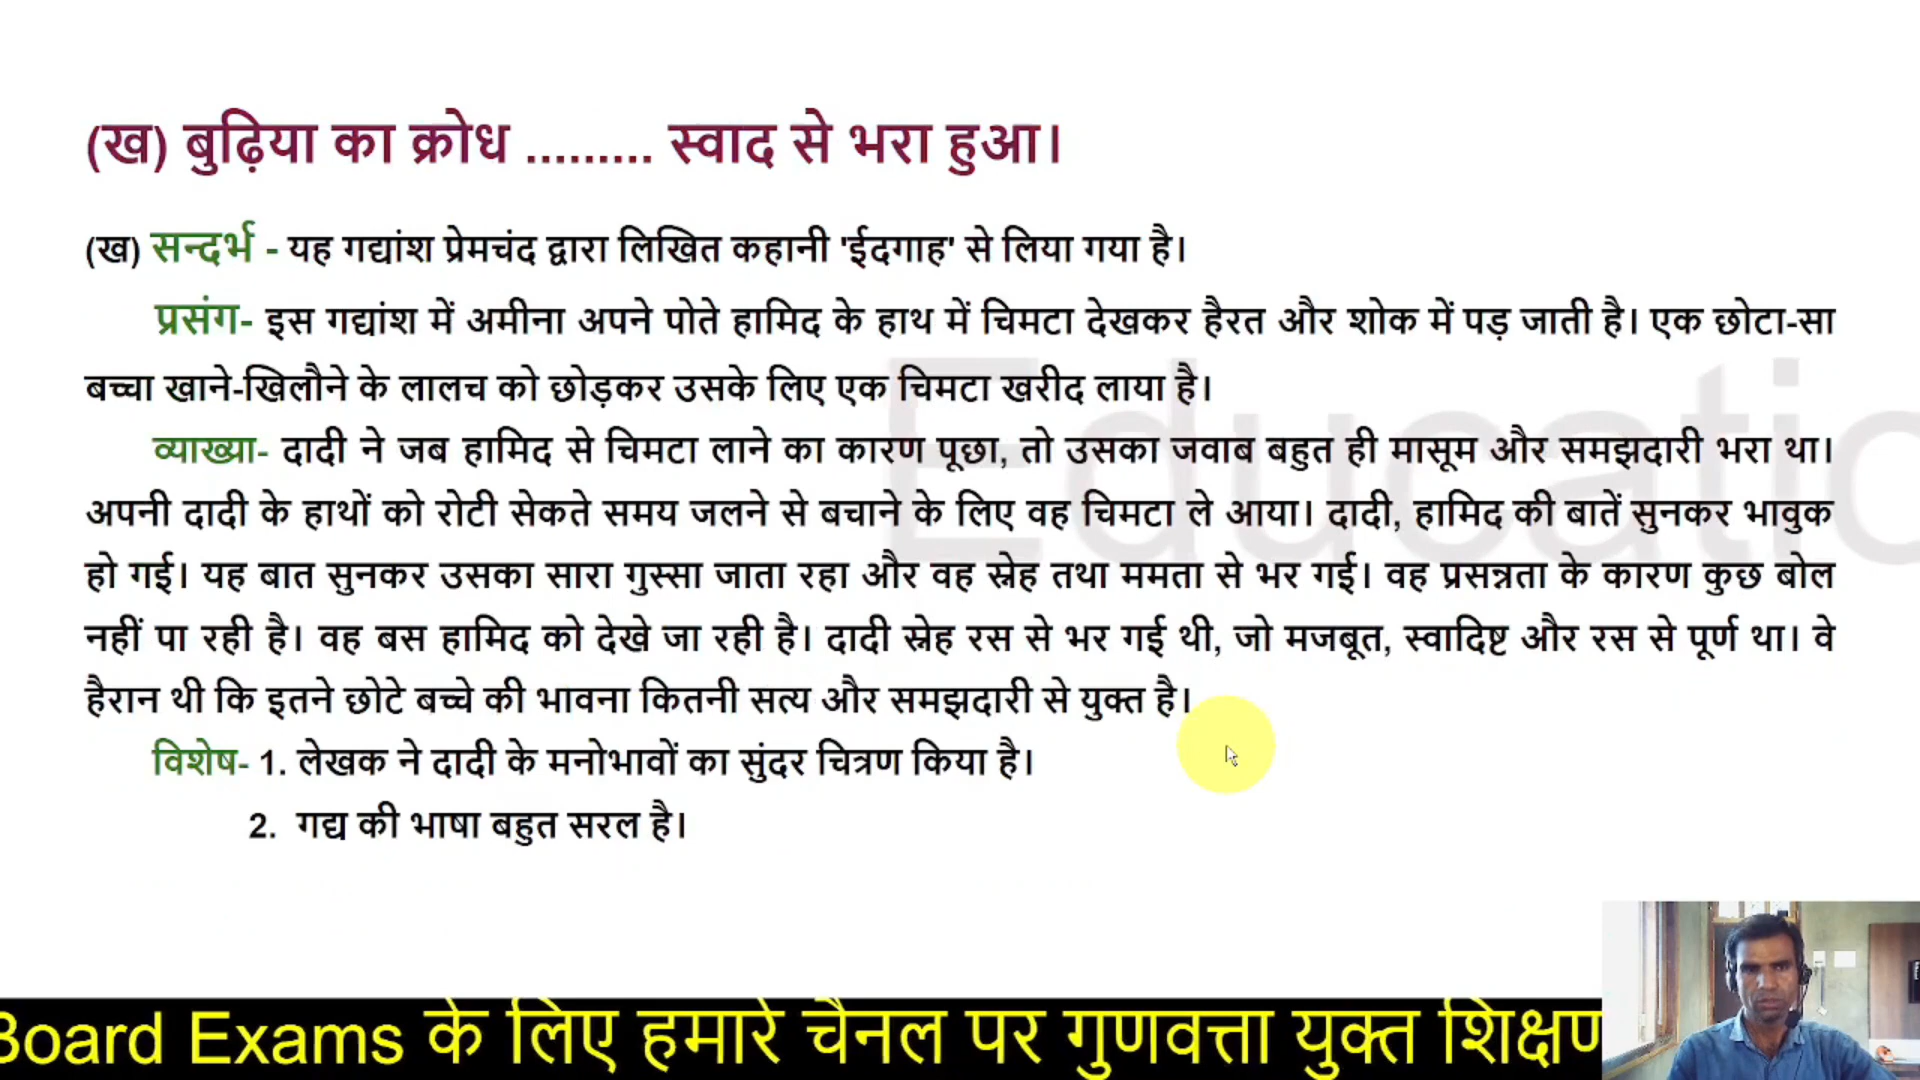 (ख) बुढ़िया का क्रोध ......... स्वाद से भरा हुआ।
(ख) सन्दर्भ - यह गद्यांश प्रेमचंद द्वारा लिखित कहानी 'ईदगाह' से लिया गया है।
प्रसंग- इस गद्यांश में अमीना अपने पोते हामिद के हाथ में चिमटा देखकर हैरत और शोक में पड़ जाती है। एक छोटा-सा
बच्चा खाने-खिलौने के लालच को छोड़कर उसके लिए एक चिमटा खरीद लाया है।
व्याख्या- दादी ने जब हामिद से चिमटा लाने का कारण पूछा, तो उसका जवाब बहुत ही मासूम और समझदारी भरा था।
अपनी दादी के हाथों को रोटी सेकते समय जलने से बचाने के लिए वह चिमटा ले आया। दादी, हामिद की बातें सुनकर भावुक
हो गई। यह बात सुनकर उसका सारा गुस्सा जाता रहा और वह स्नेह तथा ममता से भर गई। वह प्रसन्नता के कारण कुछ बोल
नहीं पा रही है। वह बस हामिद को देखे जा रही है। दादी स्नेह रस से भर गई थी, जो मजबूत, स्वादिष्ट और रस से पूर्ण था। वे
हैरान थी कि इतने छोटे बच्चे की भावना कितनी सत्य और समझदारी से युक्त है।
विशेष- 1. लेखक ने दादी के मनोभावों का सुंदर चित्रण किया है।
2. गद्य की भाषा बहुत सरल है।
Educatio
Board Exams के लिए हमारे चैनल पर गुणवत्ता युक्त शिक्षण